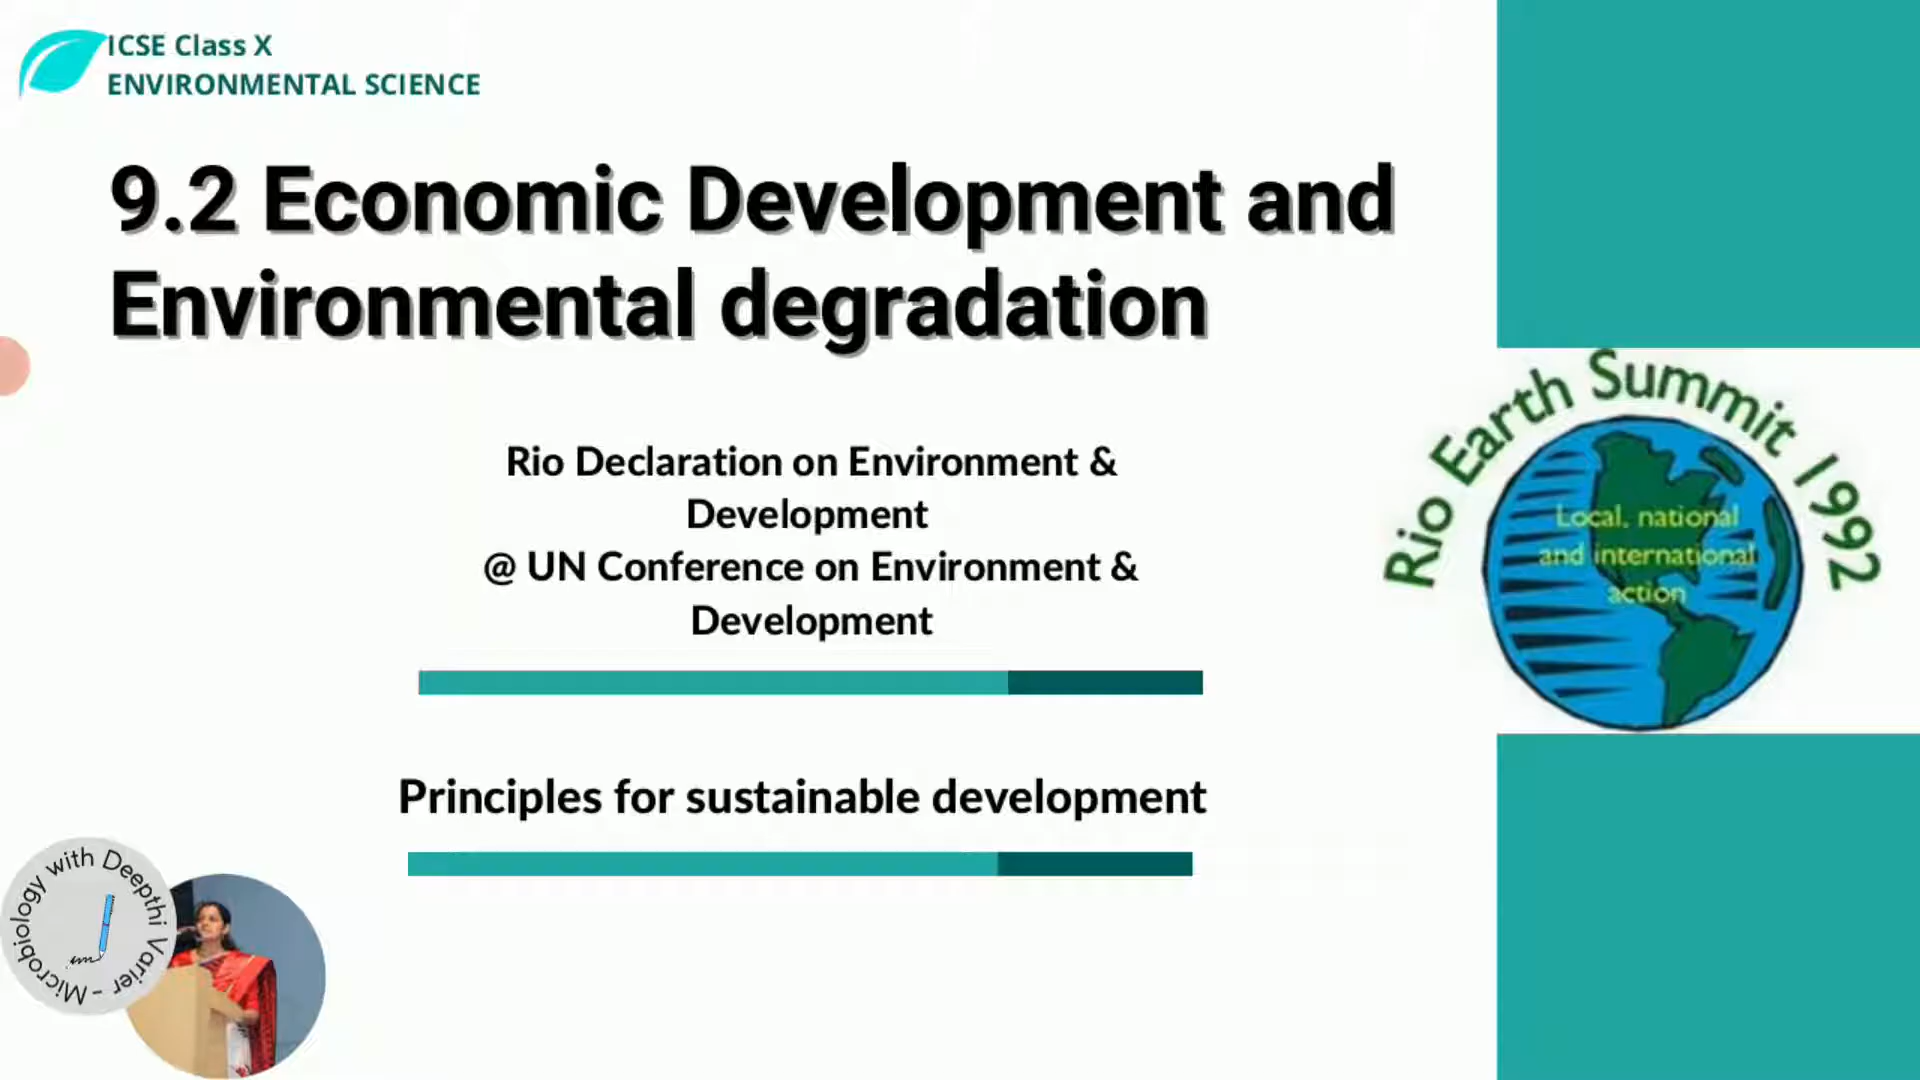 ICSE Class X
ENVIRONMENTAL SCIENCE
9.2 Economic Development and
Environmental degradation
Rio Earth Summit 1992
Local, national
and international
action
Rio Declaration on Environment &
Development
@ UN Conference on Environment &
Development
Principles for sustainable development
Microbiology with Deepthi Varier -